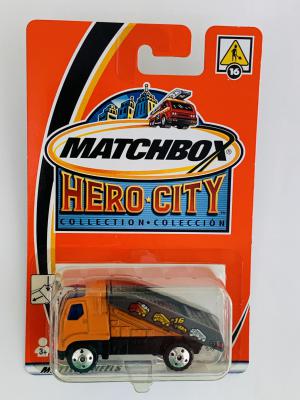 16
MATCHBOX®
HERO·CITY
COLLECTION·COLECCIÓN
16
3+